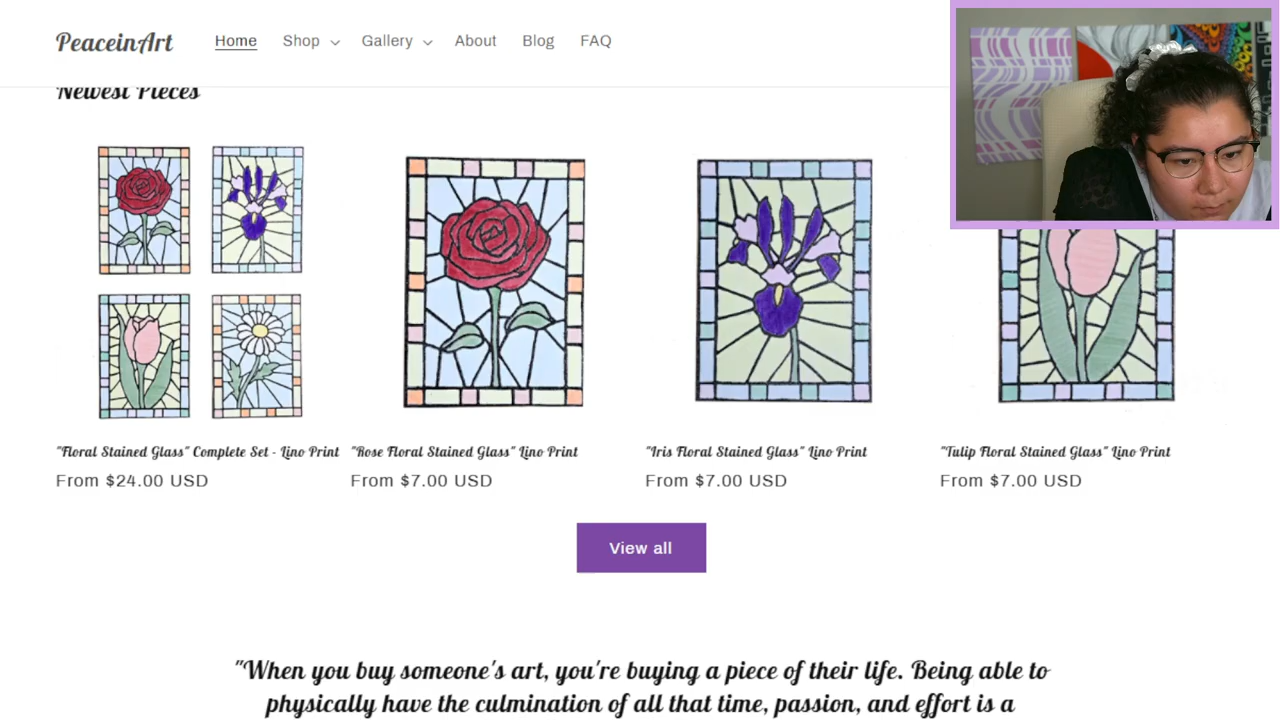 PeaceinArt Home Shop Gallery About Blog FAQ
Newest Pieces
"Floral Stained Glass" Complete Set - Lino Print
From $24.00 USD
"Rose Floral Stained Glass" Lino Print
From $7.00 USD
"Iris Floral Stained Glass" Lino Print
From $7.00 USD
"Tulip Floral Stained Glass" Lino Print
From $7.00 USD
View all
"When you buy someone's art, you're buying a piece of their life. Being able to
physically have the culmination of all that time, passion, and effort is a